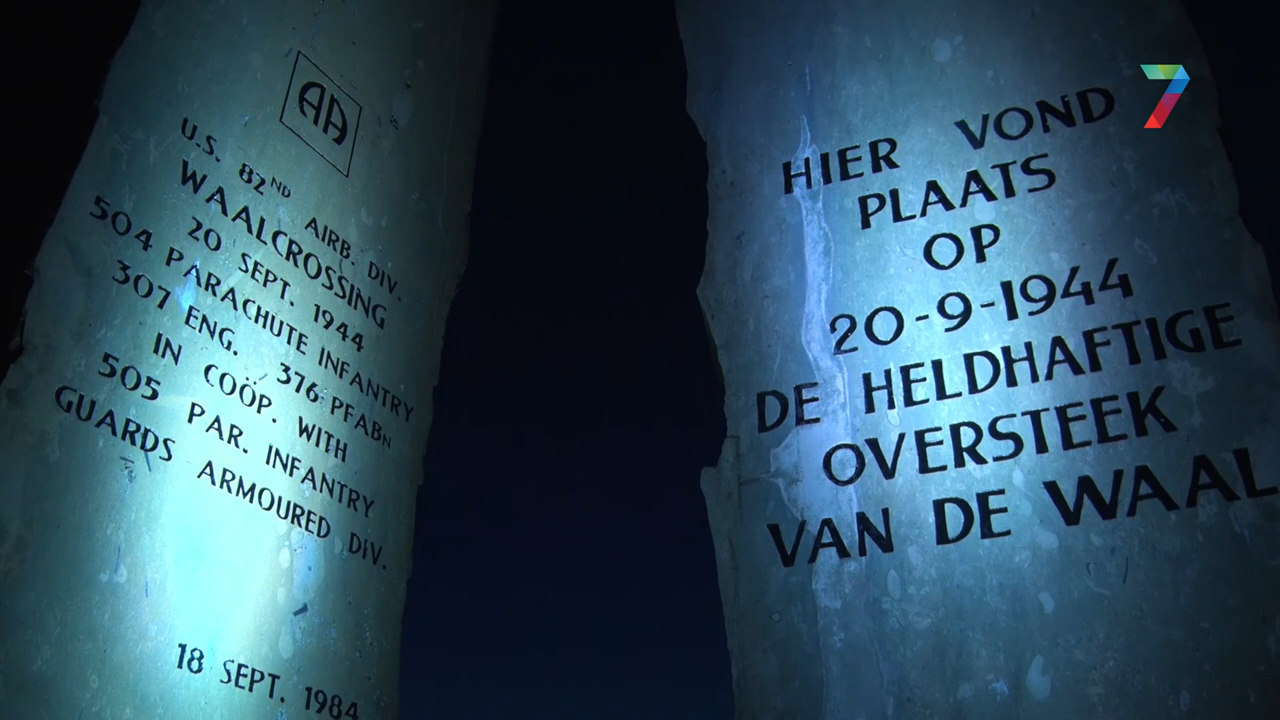 AA
U.S. 82ND AIRB. DIV.
WAALCROSSING
20 SEPT. 1944
504 PARACHUTE INFANTRY
307 ENG. 376 PFABN
IN COÖP. WITH
505 PAR. INFANTRY
GUARDS ARMOURED DIV.
18 SEPT. 1984
HIER VOND
PLAATS
OP
20-9-1944
DE HELDHAFTIGE
OVERSTEEK
VAN DE WAAL
7